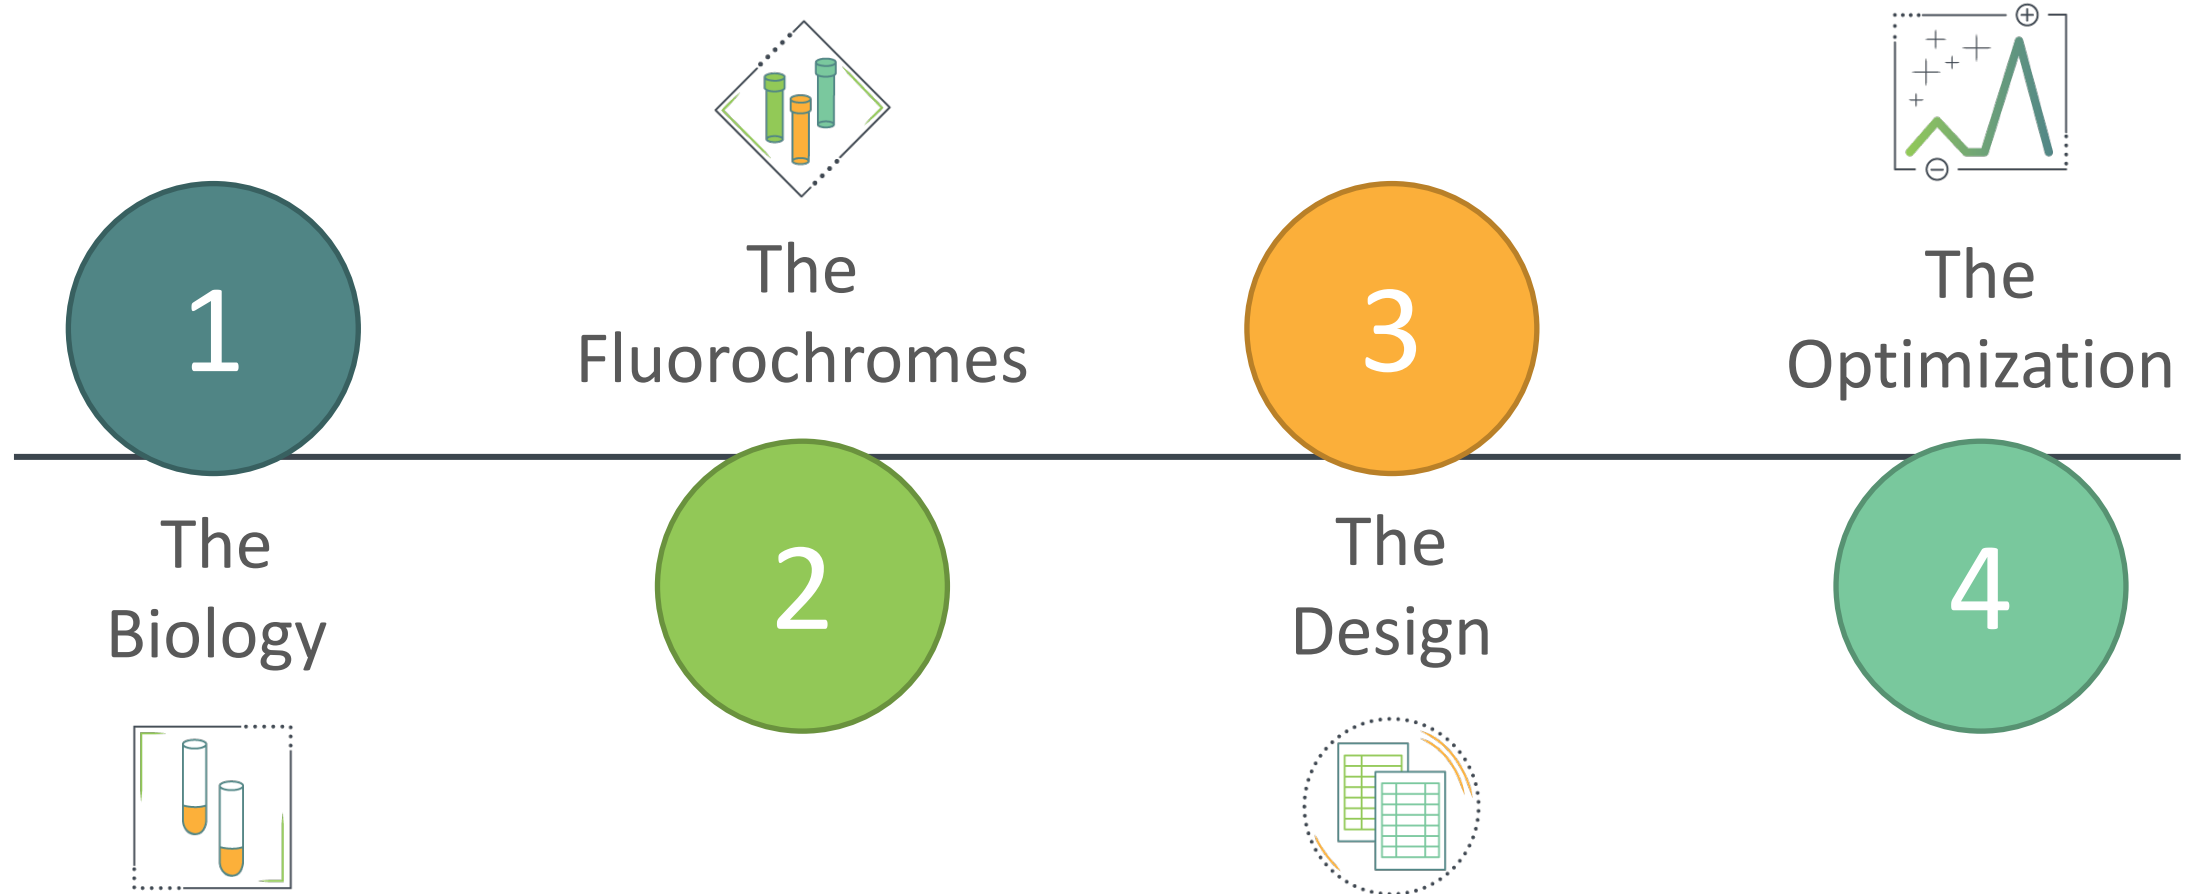 1
The
Biology
2
The
Fluorochromes
3
The
Design
4
The
Optimization